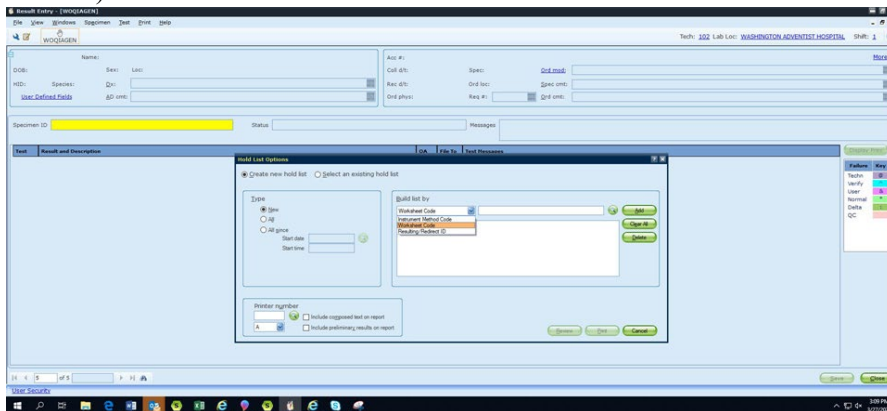 Result Entry - [WOQIAGEN]
File View Windows Specimen Test Print Help
WOQIAGEN
Tech: 102 Lab Loc: WASHINGTON ADVENTIST HOSPITAL Shift: 1
Name: Acc #: More
DOB: Sex: Loc: Coll d/t: Spec: Ord mod:
HID: Species: Dx: Rec d/t: Ord loc: Spec cmt:
User Defined Fields AD cmt: Ord phys: Req #: Ord cmt:
Specimen ID Status Messages
Test Result and Description QA File To Test Messages
Hold List Options
Failure Key
Create new hold list Select an existing hold list
Techn @
Verify
User &
Normal *
Delta
QC
Type Build list by
New Worksheet Code Add
All Instrument Method Code
Worksheet Code Clear All
All since Resulting/Redirect ID
Start date Delete
Start time
Printer number
Include composed text on report
A Include preliminary results on report
Review Print Cancel
5 of 5 Save Close
User Security
3:09 PM